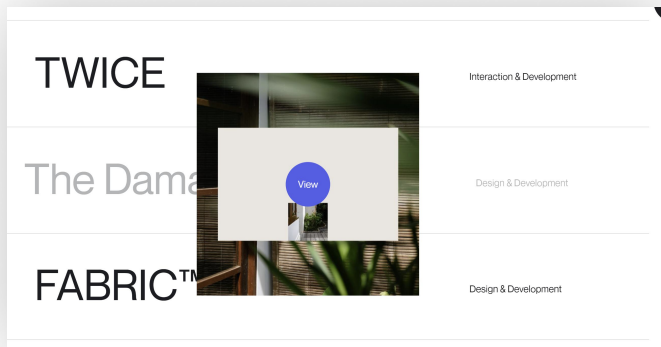 TWICE
Interaction & Development
The Dama
Design & Development
View
FABRIC™
Design & Development